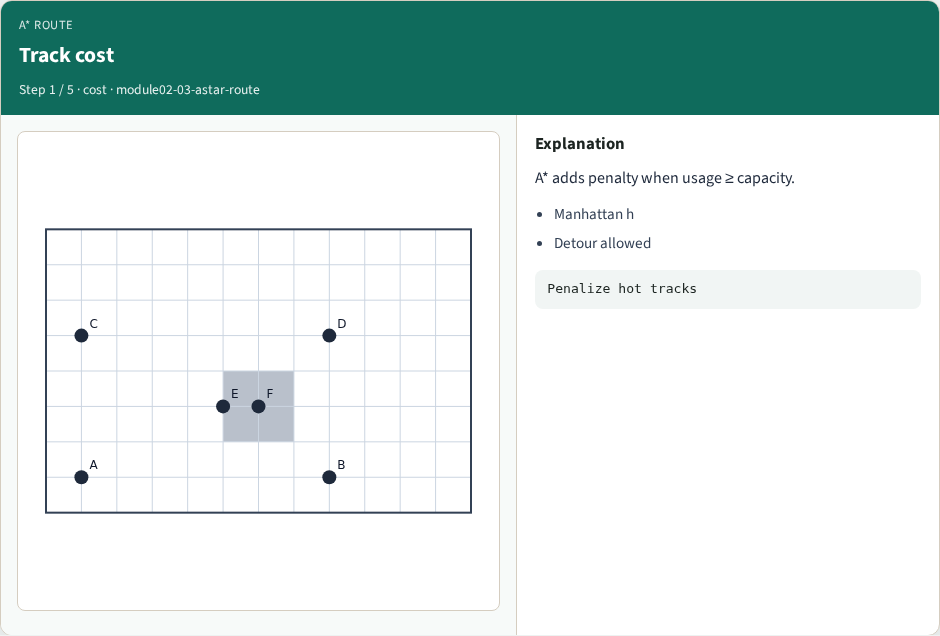 A* ROUTE
Track cost
Step 1 / 5 · cost · module02-03-astar-route
C
D
E
F
A
B
Explanation
A* adds penalty when usage ≥ capacity.
• Manhattan h
• Detour allowed
Penalize hot tracks